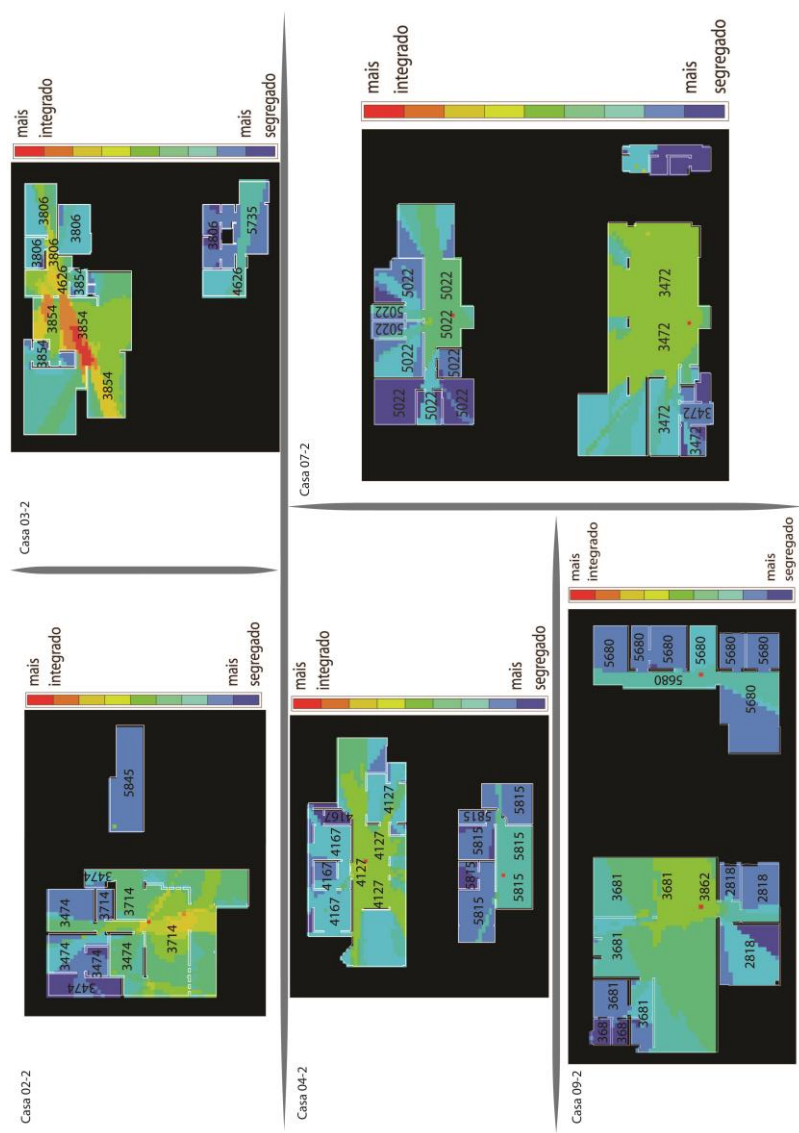 Casa 02-2
3474
3474
3474
3474
3474
3714
3474
3714
3714
5845
mais
integrado
mais
segregado
Casa 03-2
3854
3854
3806
3806
3806
3806
4626
3854
3854
3854
3806
4626
5735
mais
integrado
mais
segregado
Casa 04-2
4167
4167
4167
4167
4127
4127
4127
4127
5815
5815
5815
5815
5815
5815
mais
integrado
mais
segregado
Casa 07-2
5022
5022
5022
5022
5022
5022
5022
5022
5022
5022
3472
3472
3472
3472
3472
mais
integrado
mais
segregado
Casa 09-2
3681
3681
3681
3681
3681
3681
3681
3862
2818
2818
2818
5680
5680
5680
5680
5680
5680
5680
5680
mais
integrado
mais
segregado